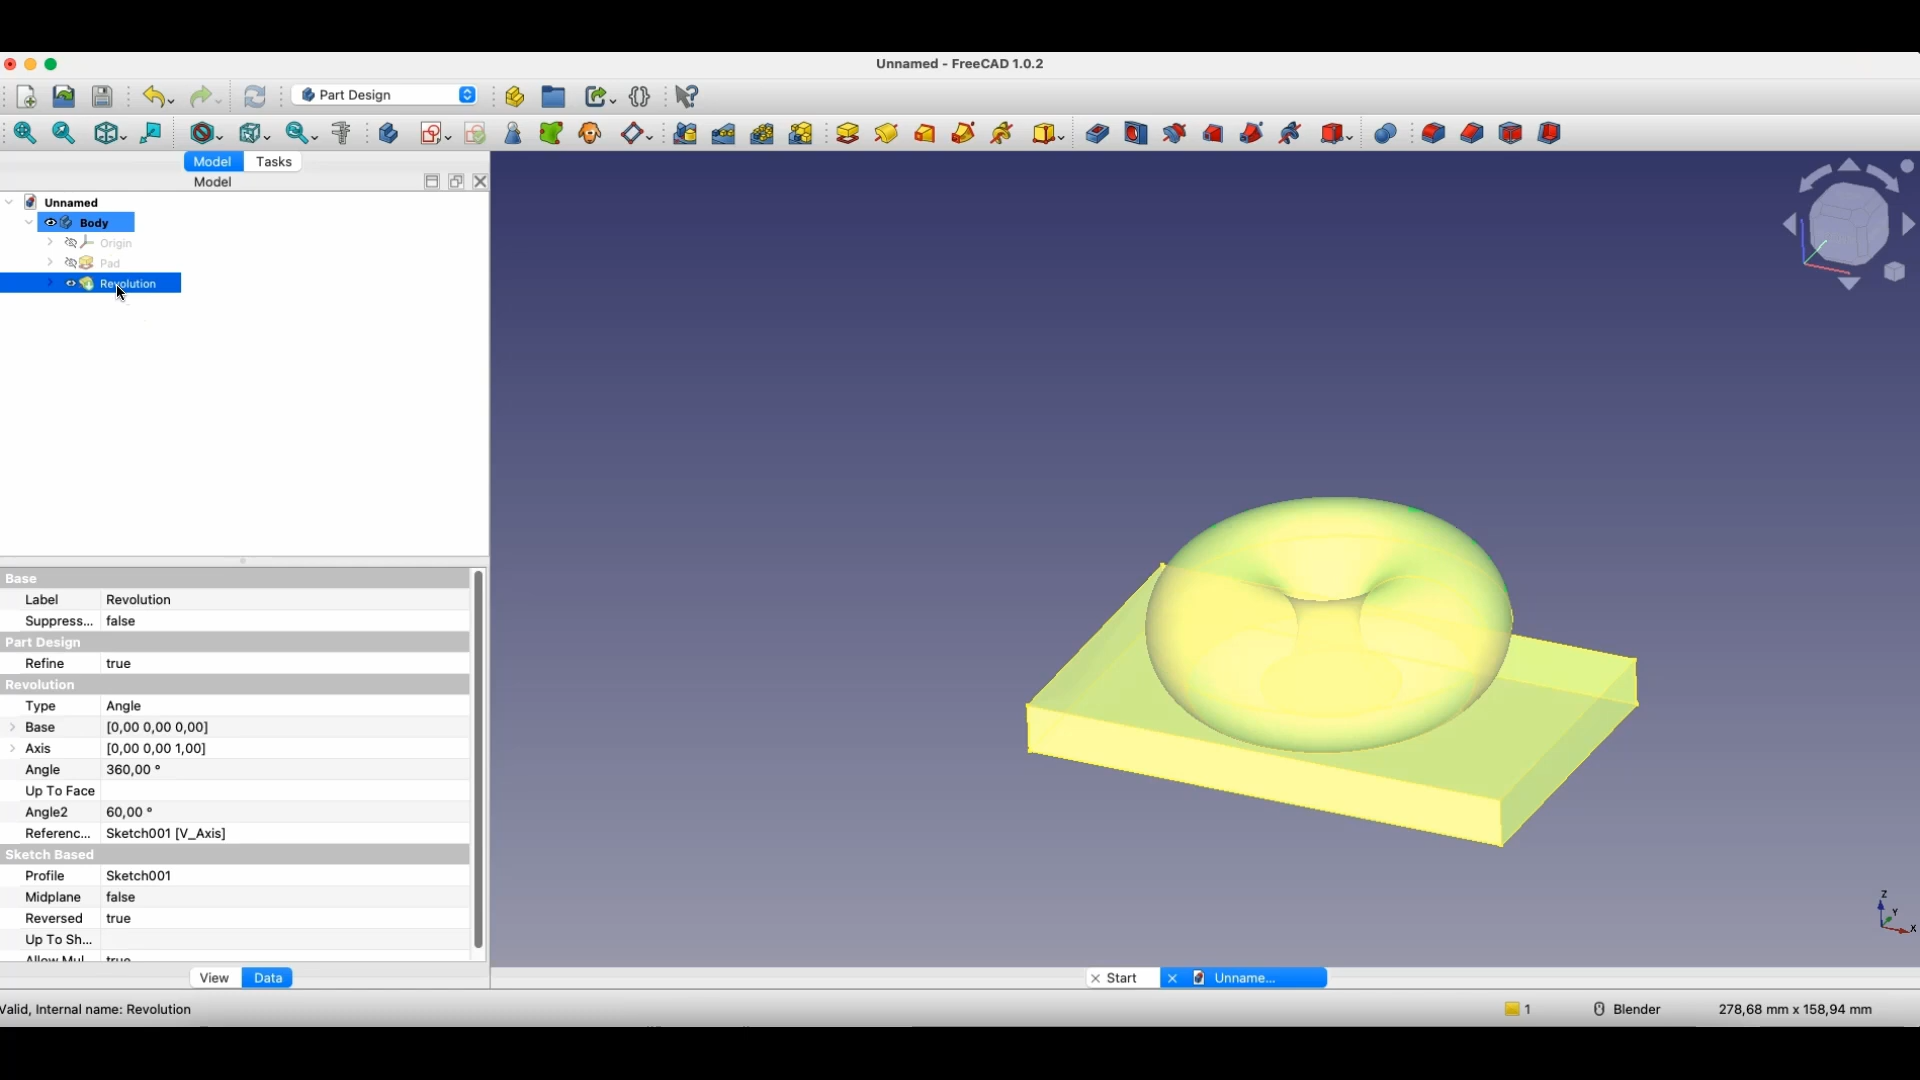 Unnamed - FreeCAD 1.0.2
Part Design
Model
Tasks
Model
Unnamed
Body
Origin
Pad
Revolution
Base
Label Revolution
Suppress... false
Part Design
Refine true
Revolution
Type Angle
Base [0,00 0,00 0,00]
Axis [0,00 0,00 1,00]
Angle 360,00 °
Up To Face
Angle2 60,00 °
Referenc... Sketch001 [V_Axis]
Sketch Based
Profile Sketch001
Midplane false
Reversed true
Up To Sh...
Allow Mul... true
View
Data
Z
Y
X
Start
Unname...
Valid, Internal name: Revolution
1
Blender
278,68 mm x 158,94 mm